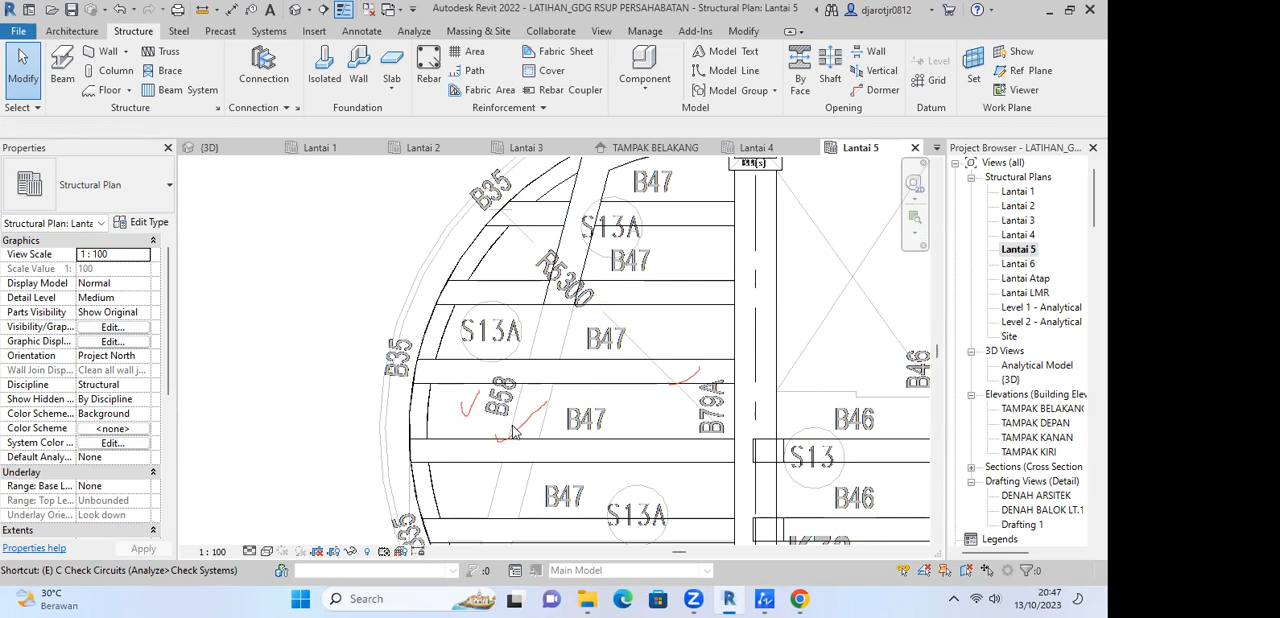 Autodesk Revit 2022 - LATIHAN_GDG RSUP PERSAHABATAN - Structural Plan: Lantai 5
djarotjr0812
File Architecture Structure Steel Precast Systems Insert Annotate Analyze Massing & Site Collaborate View Manage Add-Ins Modify
Modify Beam Wall Truss Connection Isolated Wall Slab Rebar Area Fabric Sheet Component Model Text By Face Shaft Wall Level Set Show
Column Brace Path Cover Model Line Vertical Grid Ref Plane
Floor Beam System Fabric Area Rebar Coupler Model Group Dormer Viewer
Select Structure Connection Foundation Reinforcement Model Opening Datum Work Plane
Properties
{3D} Lantai 1 Lantai 2 Lantai 3 TAMPAK BELAKANG Lantai 4 Lantai 5
Project Browser - LATIHAN_GDG...
Structural Plan
Structural Plan: Lanta
Edit Type
Graphics
View Scale 1 : 100
Scale Value 1: 100
Display Model Normal
Detail Level Medium
Parts Visibility Show Original
Visibility/Grap... Edit...
Graphic Displ... Edit...
Orientation Project North
Wall Join Disp... Clean all wall j...
Discipline Structural
Show Hidden ... By Discipline
Color Scheme... Background
Color Scheme <none>
System Color ... Edit...
Default Analy... None
Underlay
Range: Base L... None
Range: Top Le... Unbounded
Underlay Orie... Look down
Extents
Properties help
Apply
B35
B47
S13A
B47
R5300
S13A
B47
B35
B58
B47
B79A
B46
B46
S13
B47
S13A
B46
B35
Views (all)
Structural Plans
Lantai 1
Lantai 2
Lantai 3
Lantai 4
Lantai 5
Lantai 6
Lantai Atap
Lantai LMR
Level 1 - Analytical
Level 2 - Analytical
Site
3D Views
Analytical Model
{3D}
Elevations (Building Elev
TAMPAK BELAKANG
TAMPAK DEPAN
TAMPAK KANAN
TAMPAK KIRI
Sections (Cross Section
Drafting Views (Detail)
DENAH ARSITEK
DENAH BALOK LT.1
Drafting 1
Legends
1 : 100
Shortcut: (E) C Check Circuits (Analyze>Check Systems)
:0
Main Model
:0
30°C
Berawan
Search
20:47
13/10/2023